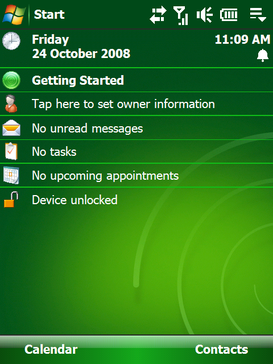 Start
Friday
11:09 AM
24 October 2008
Getting Started
Tap here to set owner information
No unread messages
No tasks
No upcoming appointments
Device unlocked
Calendar
Contacts